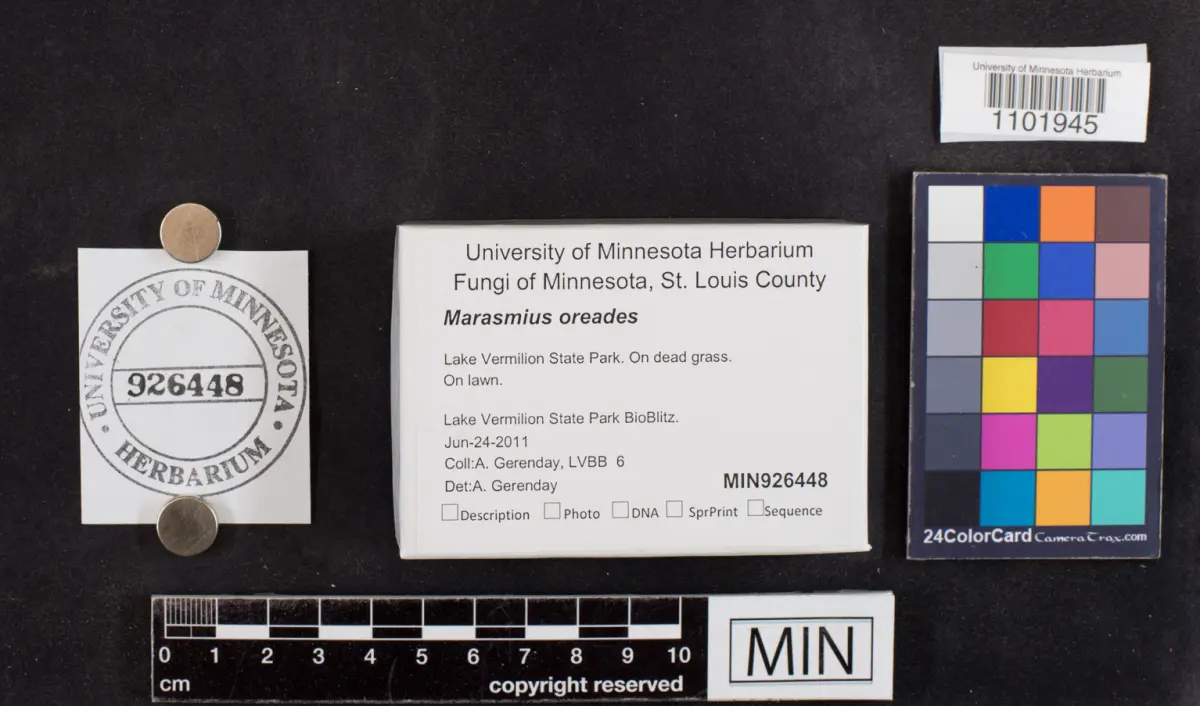 University of Minnesota Herbarium
1101945
UNIVERSITY OF MINNESOTA
926448
HERBARIUM
University of Minnesota Herbarium
Fungi of Minnesota, St. Louis County
Marasmius oreades
Lake Vermilion State Park. On dead grass.
On lawn.
Lake Vermilion State Park BioBlitz.
Jun-24-2011
Coll:A. Gerenday, LVBB 6
Det:A. Gerenday
MIN926448
Description Photo DNA SprPrint Sequence
24ColorCard CameraTrax.com
0 1 2 3 4 5 6 7 8 9 10
cm copyright reserved
MIN